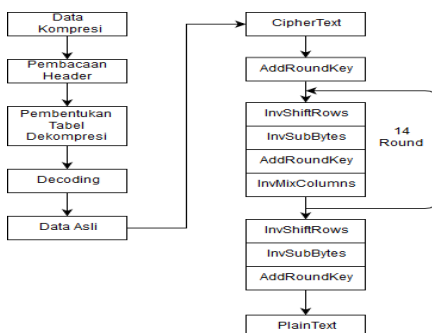 Data
Kompresi
Pembacaan
Header
Pembentukan
Tabel
Dekompresi
Decoding
Data Asli
CipherText
AddRoundKey
InvShiftRows
InvSubBytes
AddRoundKey
InvMixColumns
14
Round
InvShiftRows
InvSubBytes
AddRoundKey
PlainText